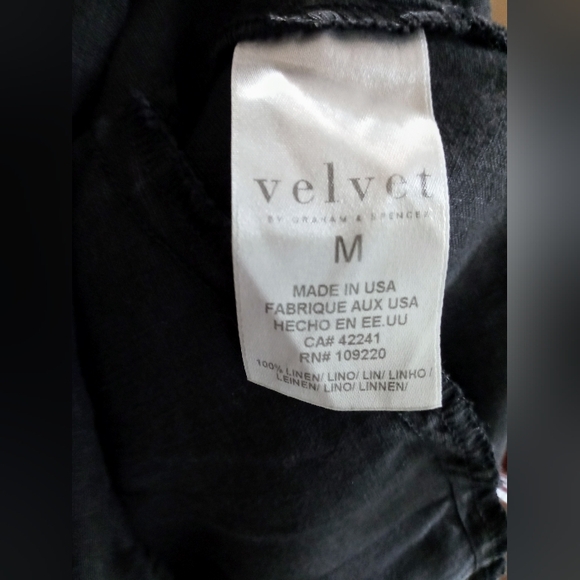 velvet
BY GRAHAM & SPENCER
M
MADE IN USA
FABRIQUE AUX USA
HECHO EN EE.UU
CA# 42241
RN# 109220
100% LINEN/ LINO/ LIN/ LINHO /
LEINEN/ LINO/ LINNEN/